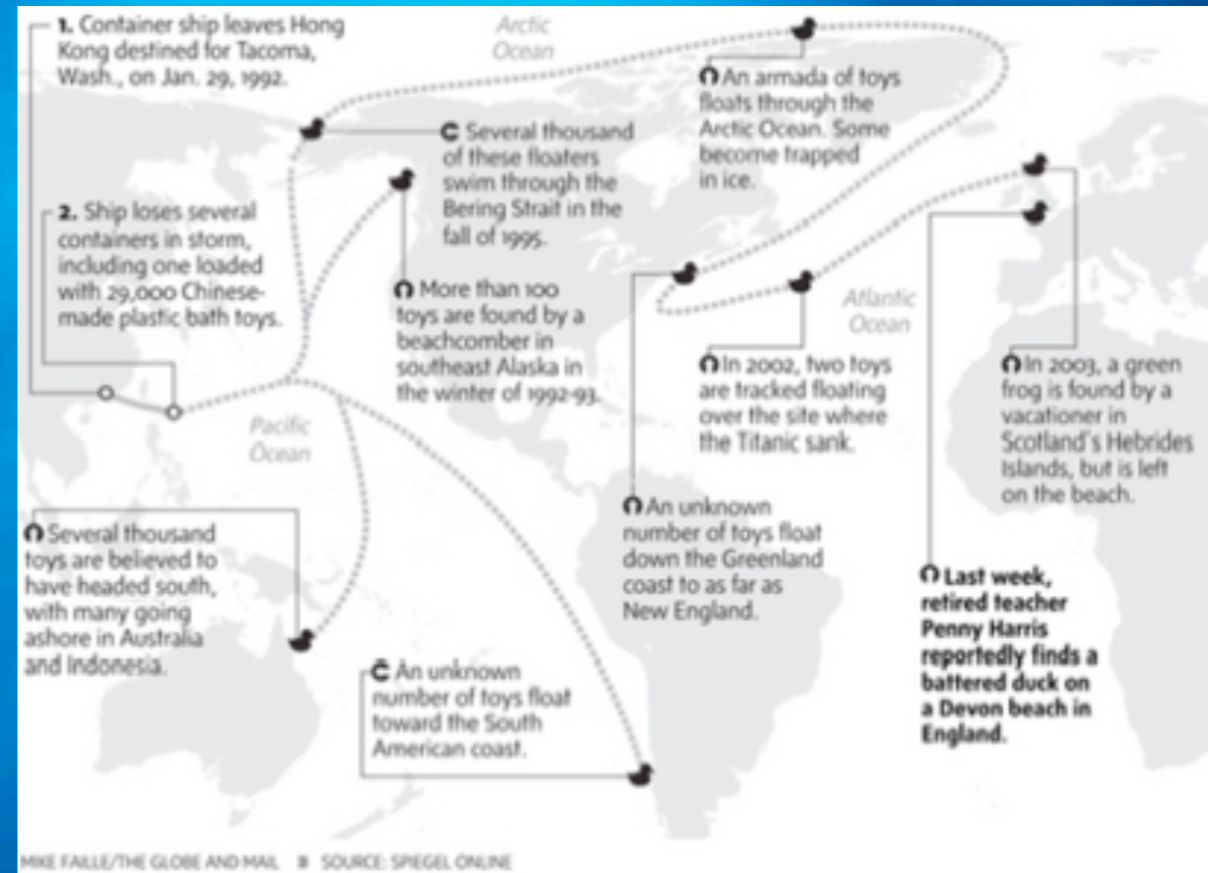 1. Container ship leaves Hong
Kong destined for Tacoma,
Wash., on Jan. 29, 1992.
Arctic
Ocean
An armada of toys
floats through the
Arctic Ocean. Some
become trapped
in ice.
Several thousand
of these floaters
swim through the
Bering Strait in the
fall of 1995.
2. Ship loses several
containers in storm,
including one loaded
with 29,000 Chinese-
made plastic bath toys.
More than 100
toys are found by a
beachcomber in
southeast Alaska in
the winter of 1992-93.
Atlantic
Ocean
In 2002, two toys
are tracked floating
over the site where
the Titanic sank.
In 2003, a green
frog is found by a
vacationer in
Scotland's Hebrides
Islands, but is left
on the beach.
Pacific
Ocean
An unknown
number of toys float
down the Greenland
coast to as far as
New England.
Several thousand
toys are believed to
have headed south,
with many going
ashore in Australia
and Indonesia.
Last week,
retired teacher
Penny Harris
reportedly finds a
battered duck on
a Devon beach in
England.
An unknown
number of toys float
toward the South
American coast.
MIKE FAILLE/THE GLOBE AND MAIL SOURCE: SPIEGEL ONLINE